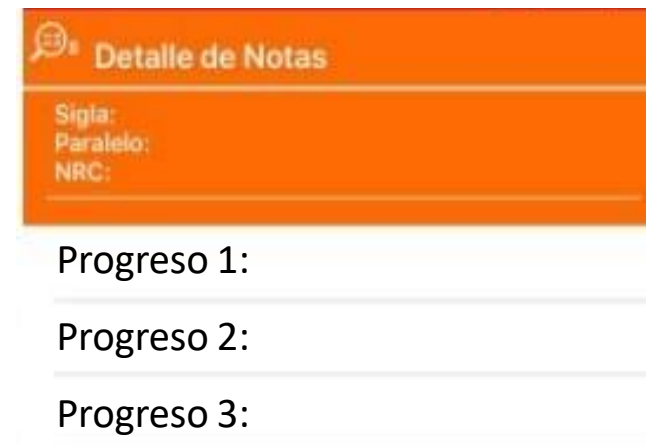 Detalle de Notas
Sigla:
Paralelo:
NRC:
Progreso 1:
Progreso 2:
Progreso 3: